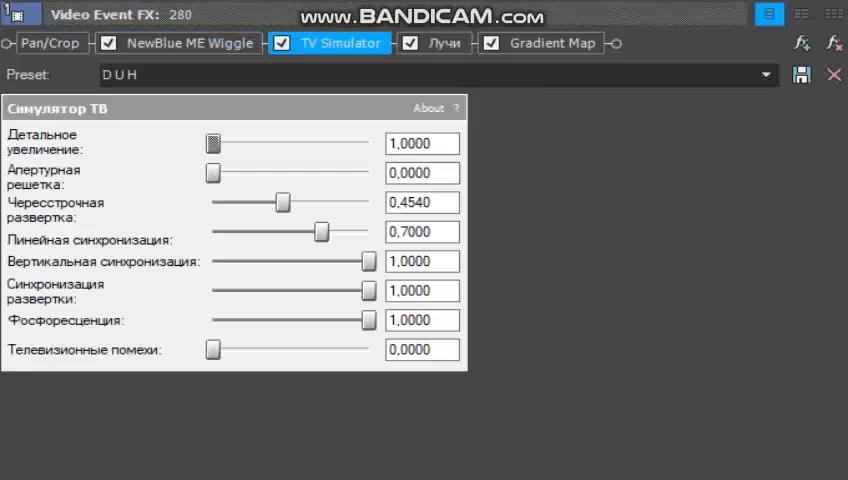 1
Video Event FX: 280
www.BANDICAM.com
Pan/Crop NewBlue ME Wiggle TV Simulator Лучи Gradient Map
Preset: D U H
Симулятор ТВ About ?
Детальное
увеличение: 1,0000
Апертурная
решетка: 0,0000
Чересстрочная
развертка: 0,4540
Линейная синхронизация: 0,7000
Вертикальная синхронизация: 1,0000
Синхронизация
развертки: 1,0000
Фосфоресценция: 1,0000
Телевизионные помехи: 0,0000